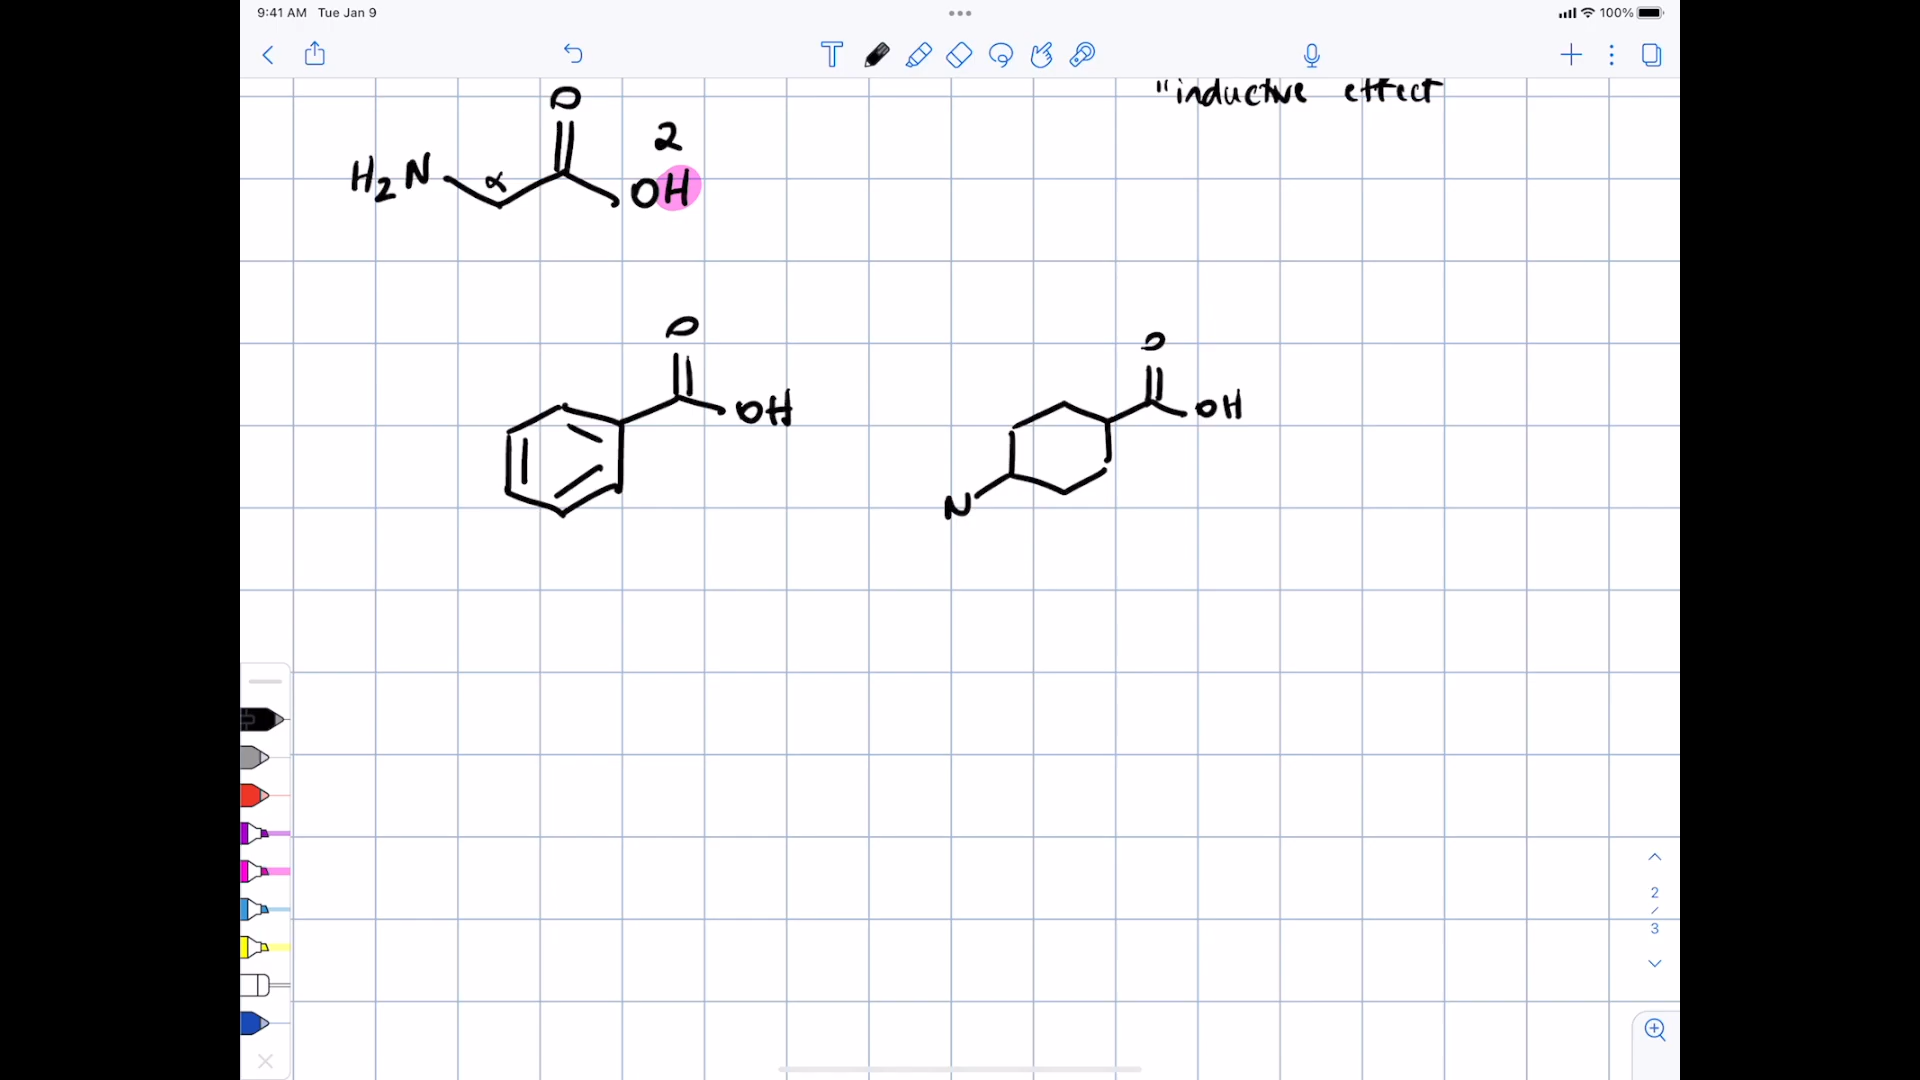 9:41 AM Tue Jan 9
100%
T
"inductive effect
O
2
H2N α OH
O
OH
O
OH
N
2
/
3